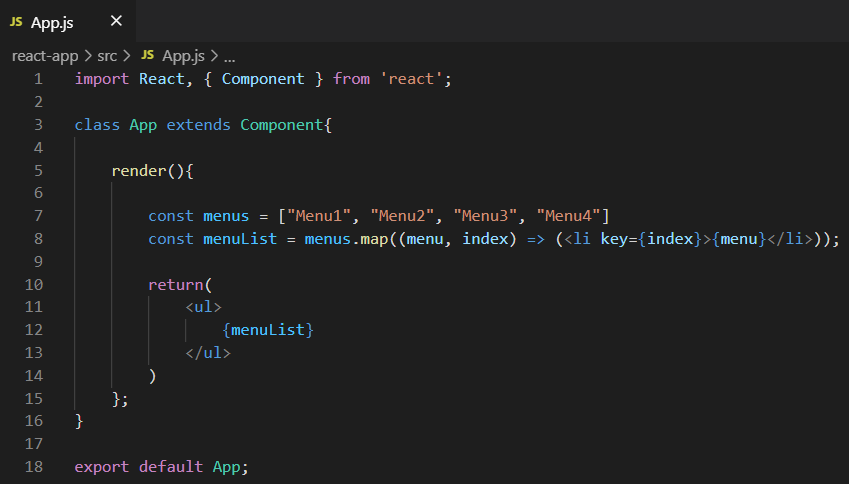 JS App.js ×
react-app > src > JS App.js > ...
1 import React, { Component } from 'react';
2
3 class App extends Component{
4
5     render(){
6
7         const menus = ["Menu1", "Menu2", "Menu3", "Menu4"]
8         const menuList = menus.map((menu, index) => (<li key={index}>{menu}</li>));
9
10         return(
11             <ul>
12                 {menuList}
13             </ul>
14         )
15     };
16 }
17
18 export default App;